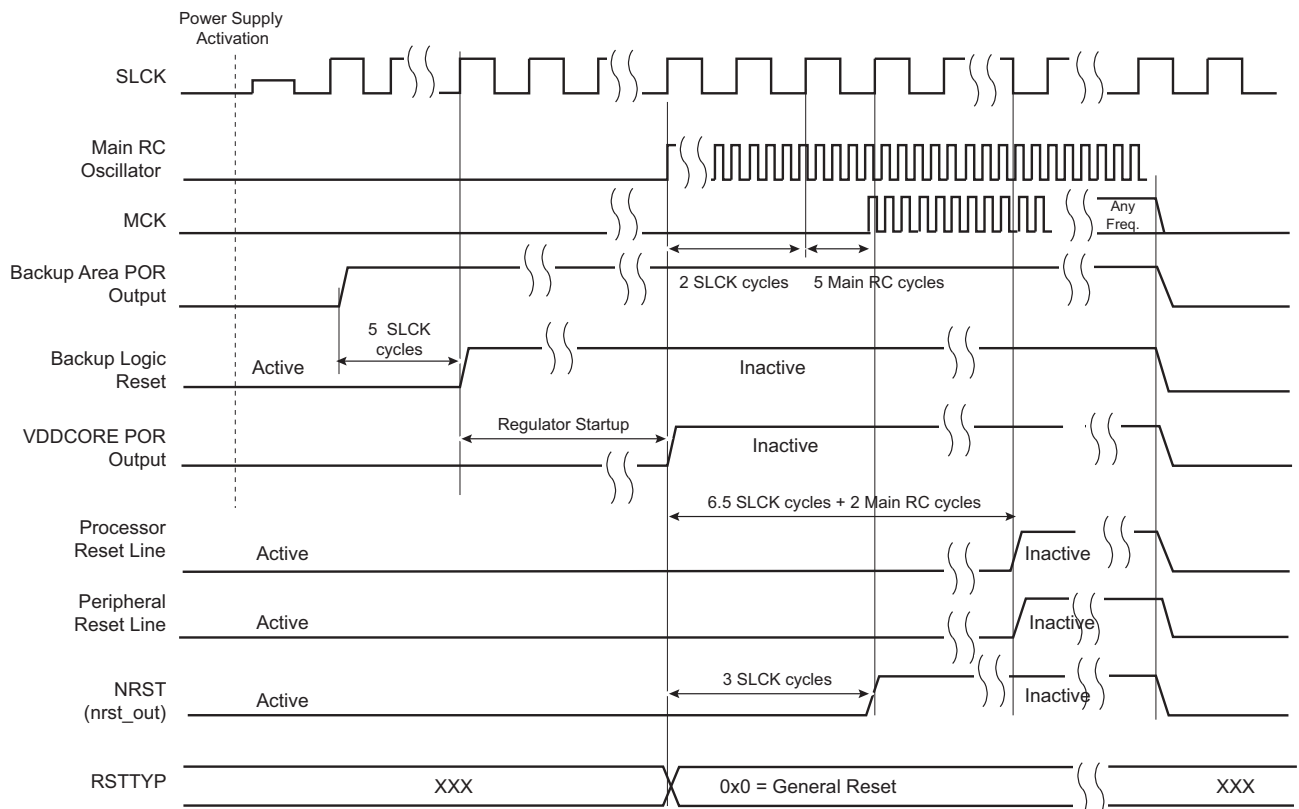 Power Supply
Activation
SLCK
Main RC
Oscillator
MCK
Any
Freq.
Backup Area POR
Output
2 SLCK cycles
5 Main RC cycles
5 SLCK
cycles
Backup Logic
Reset
Active
Inactive
VDDCORE POR
Output
Regulator Startup
Inactive
6.5 SLCK cycles + 2 Main RC cycles
Processor
Reset Line
Active
Inactive
Peripheral
Reset Line
Active
Inactive
NRST
(nrst_out)
Active
3 SLCK cycles
Inactive
RSTTYP
XXX
0x0 = General Reset
XXX